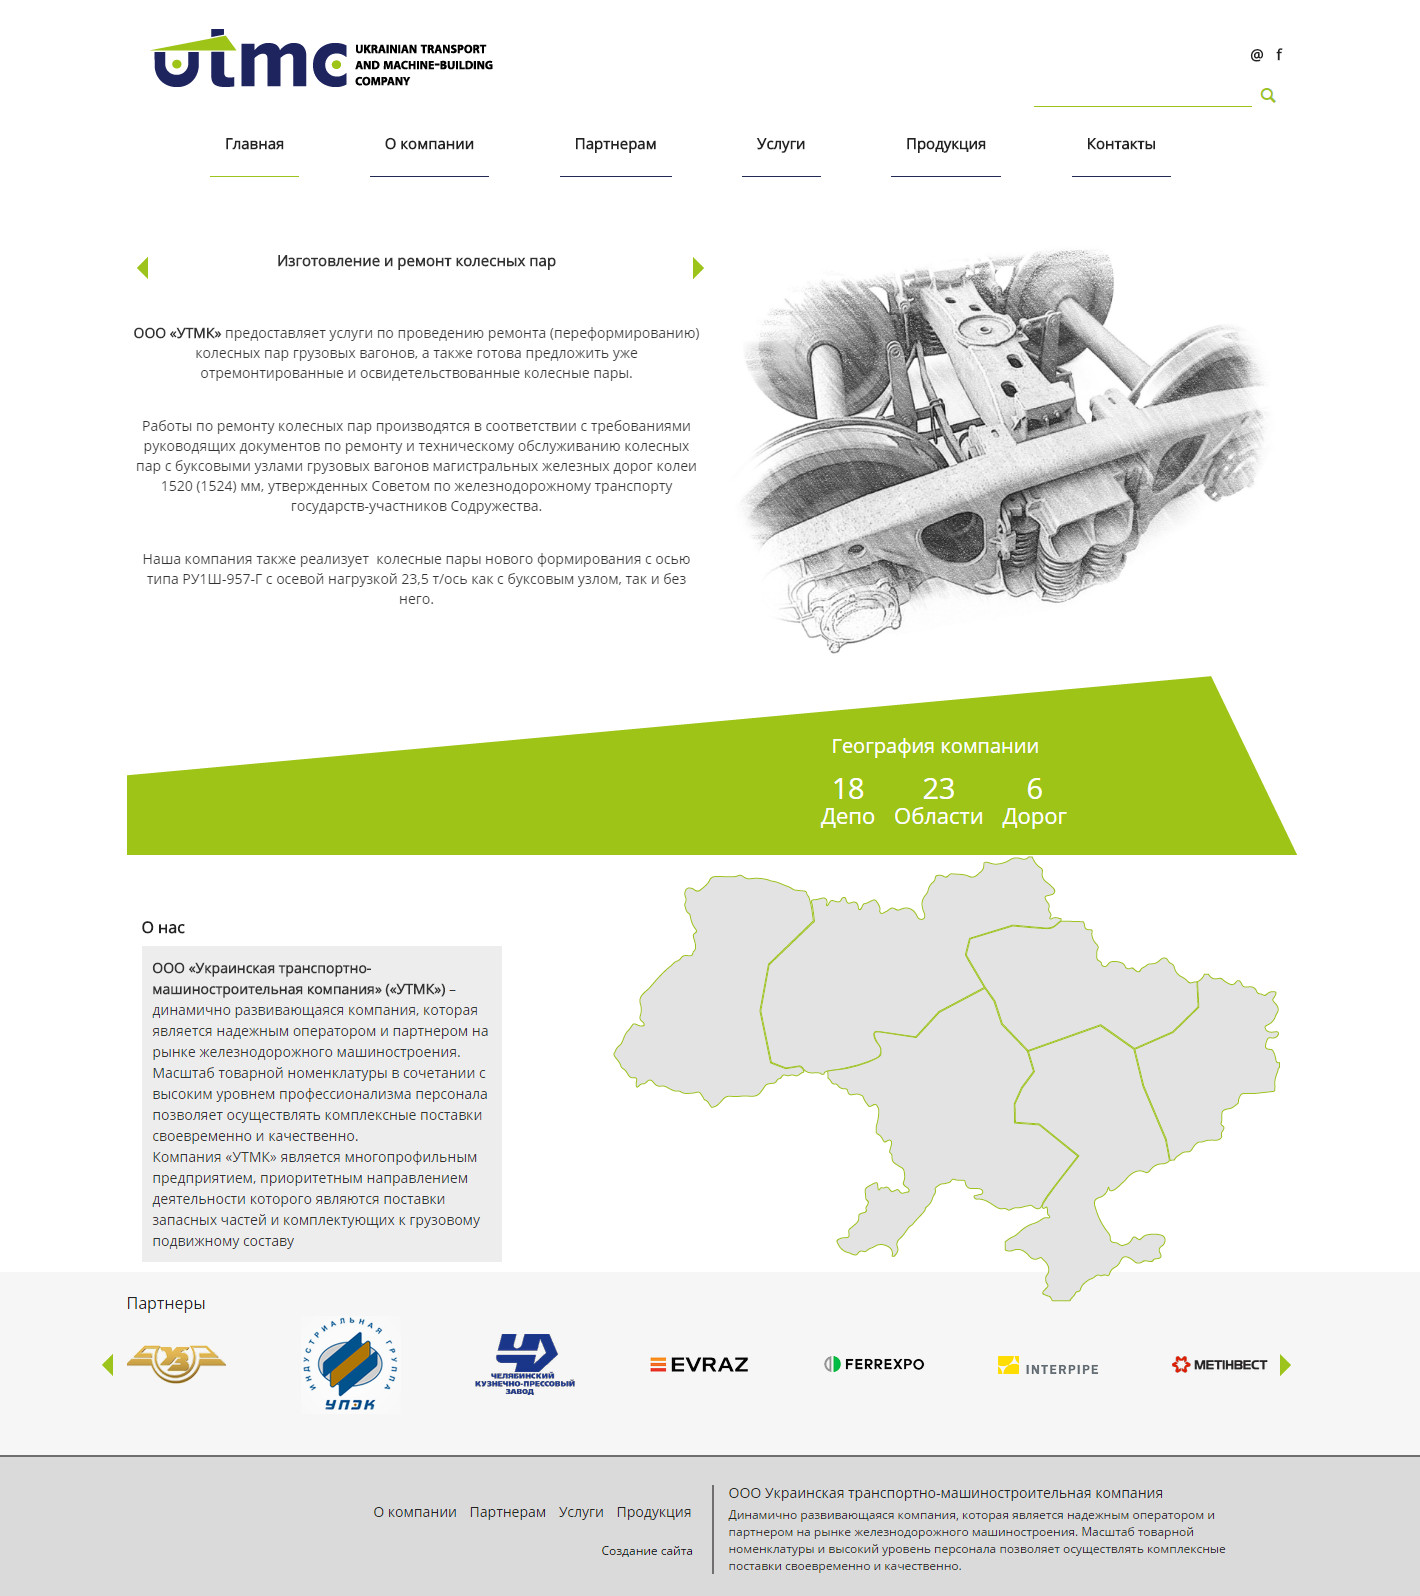 utmc
UKRAINIAN TRANSPORT
AND MACHINE-BUILDING
COMPANY
@ f
Главная О компании Партнерам Услуги Продукция Контакты
Изготовление и ремонт колесных пар
ООО «УТМК» предоставляет услуги по проведению ремонта (переформированию)
колесных пар грузовых вагонов, а также готова предложить уже
отремонтированные и освидетельствованные колесные пары.
Работы по ремонту колесных пар производятся в соответствии с требованиями
руководящих документов по ремонту и техническому обслуживанию колесных
пар с буксовыми узлами грузовых вагонов магистральных железных дорог колеи
1520 (1524) мм, утвержденных Советом по железнодорожному транспорту
государств-участников Содружества.
Наша компания также реализует  колесные пары нового формирования с осью
типа РУ1Ш-957-Г с осевой нагрузкой 23,5 т/ось как с буксовым узлом, так и без
него.
География компании
18 23 6
Депо Области Дорог
О нас
ООО «Украинская транспортно-
машиностроительная компания» («УТМК») –
динамично развивающаяся компания, которая
является надежным оператором и партнером на
рынке железнодорожного машиностроения.
Масштаб товарной номенклатуры в сочетании с
высоким уровнем профессионализма персонала
позволяет осуществлять комплексные поставки
своевременно и качественно.
Компания «УТМК» является многопрофильным
предприятием, приоритетным направлением
деятельности которого являются поставки
запасных частей и комплектующих к грузовому
подвижному составу
Партнеры
УЗ
ИНДУСТРИАЛЬНАЯ ГРУППА
УПЭК
ЧЕЛЯБИНСКИЙ
КУЗНЕЧНО-ПРЕССОВЫЙ
ЗАВОД
EVRAZ
FERREXPO
INTERPIPE
МЕТІНВЕСТ
О компании Партнерам Услуги Продукция
Создание сайта
ООО Украинская транспортно-машиностроительная компания
Динамично развивающаяся компания, которая является надежным оператором и
партнером на рынке железнодорожного машиностроения. Масштаб товарной
номенклатуры и высокий уровень персонала позволяет осуществлять комплексные
поставки своевременно и качественно.